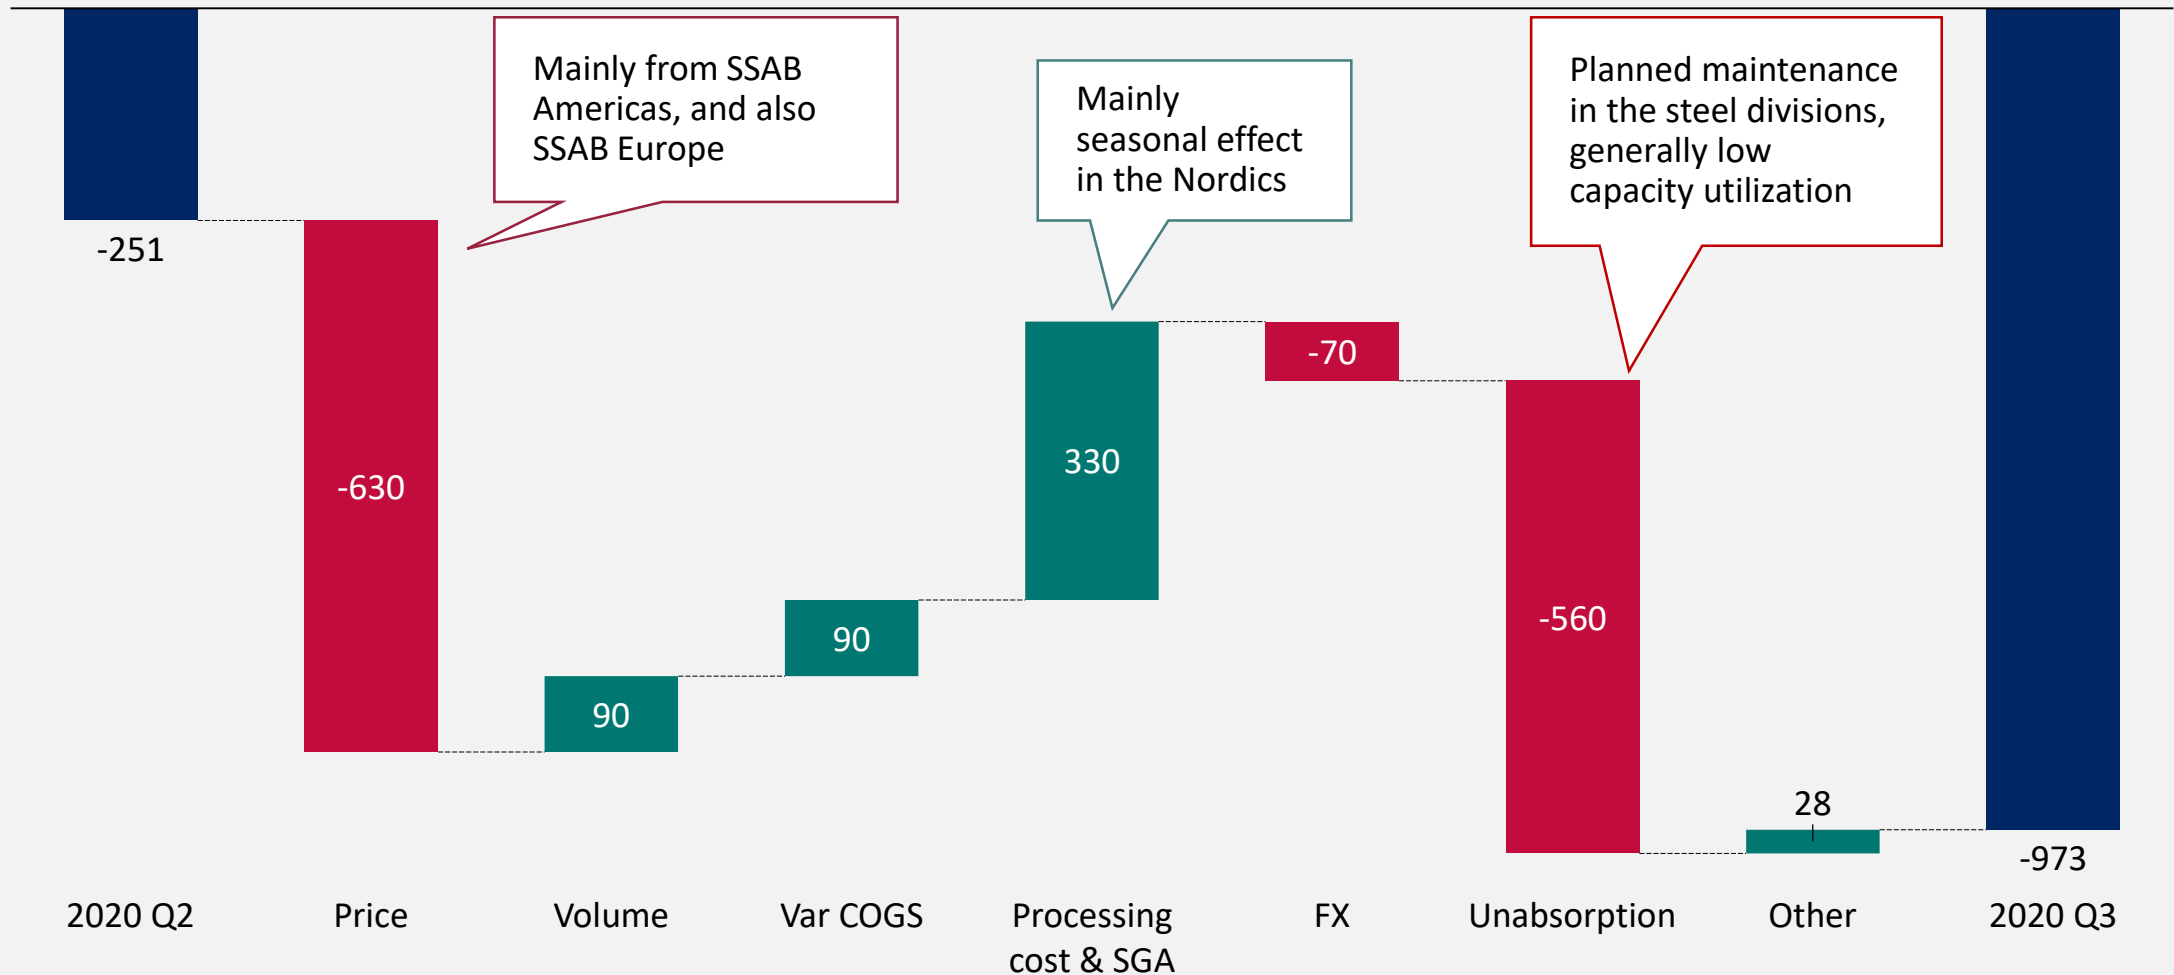 Mainly from SSAB
Americas, and also
SSAB Europe
Mainly
seasonal effect
in the Nordics
Planned maintenance
in the steel divisions,
generally low
capacity utilization
-251
-630
90
90
330
-70
-560
28
-973
2020 Q2
Price
Volume
Var COGS
Processing
cost & SGA
FX
Unabsorption
Other
2020 Q3